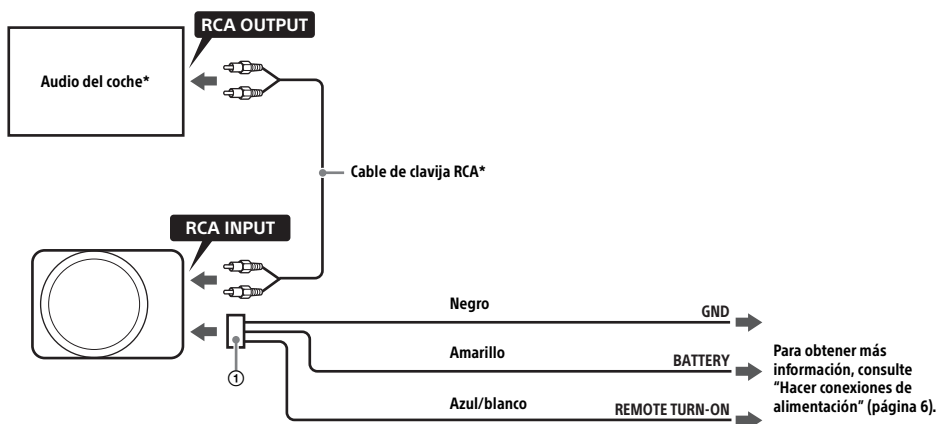 RCA OUTPUT
Audio del coche*
Cable de clavija RCA*
RCA INPUT
Negro
GND
Amarillo
BATTERY
Azul/blanco
REMOTE TURN-ON
①
Para obtener más
información, consulte
“Hacer conexiones de
alimentación” (página 6).